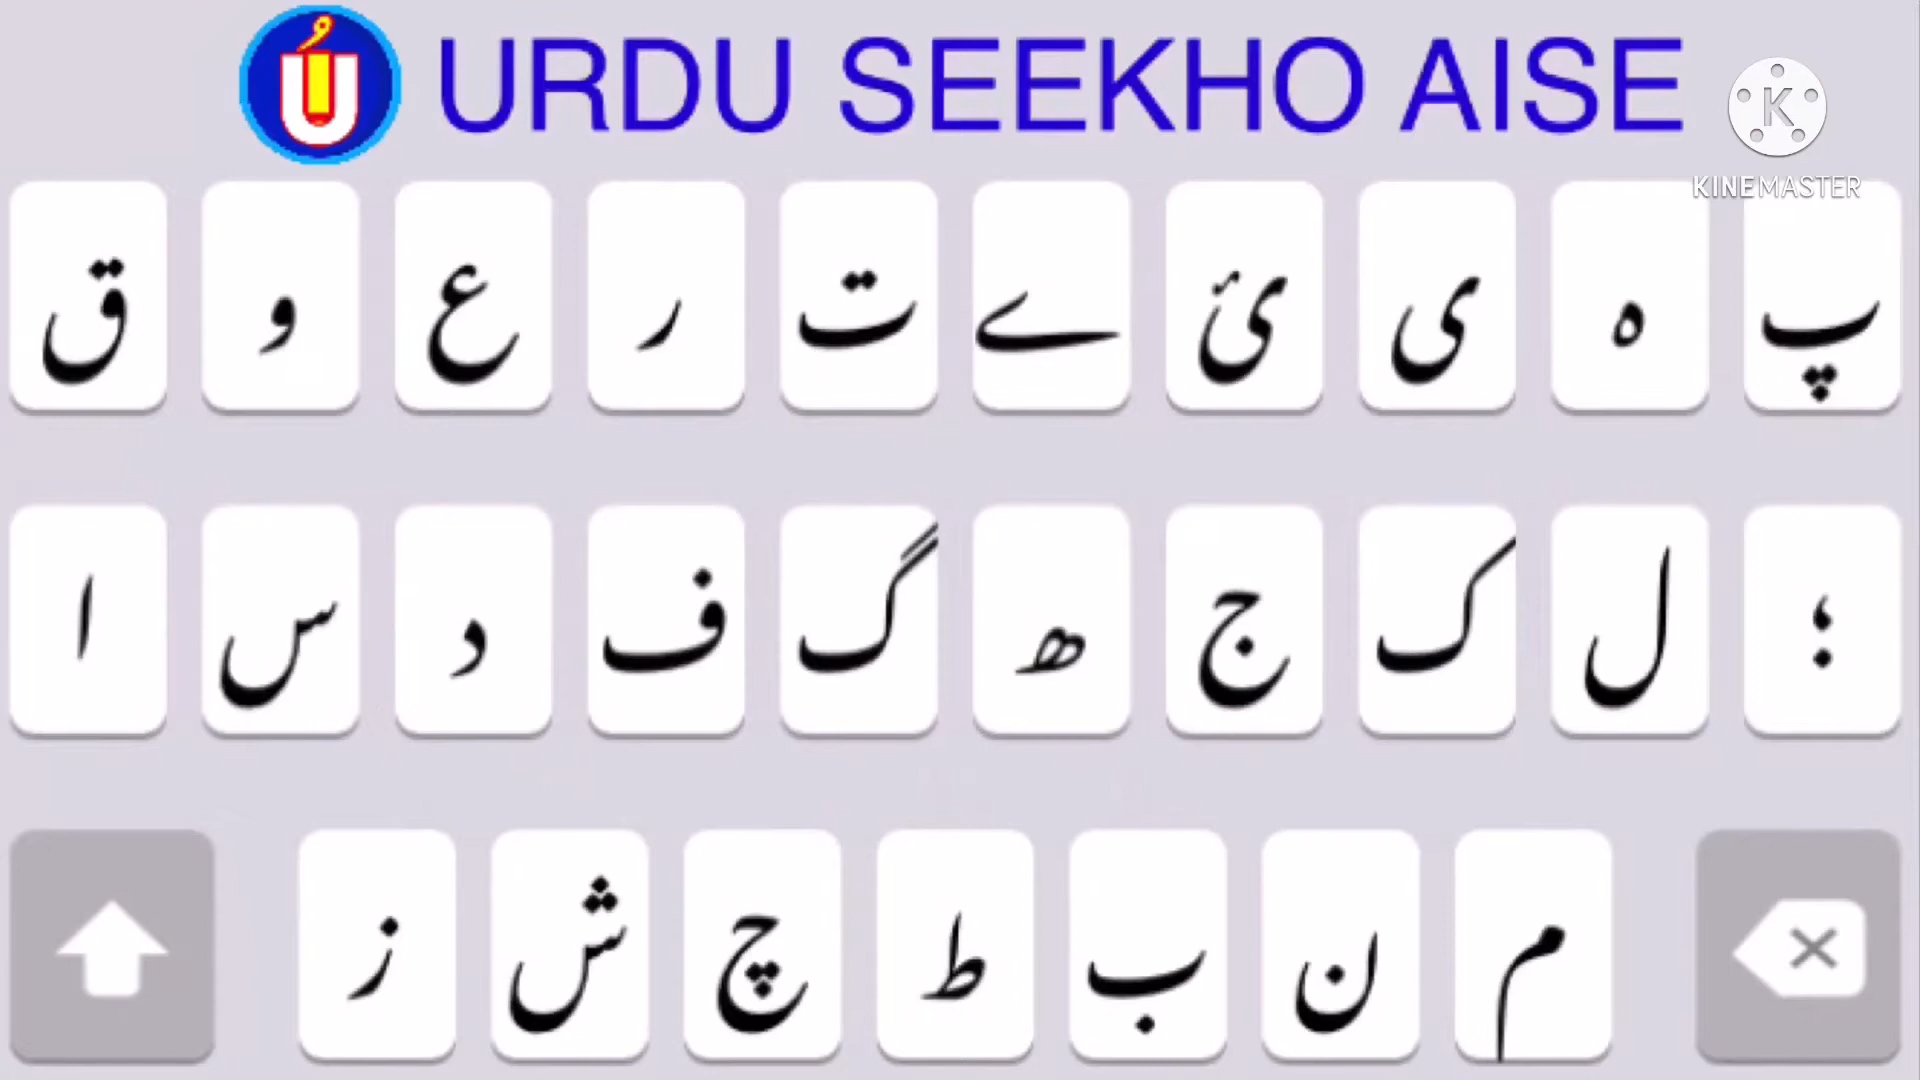 URDU SEEKHO AISE
KINEMASTER
ق و ع ر ت ے ئ ی ہ پ
ا س د ف گ ھ ج ک ل ؛
ز ش چ ط ب ن م